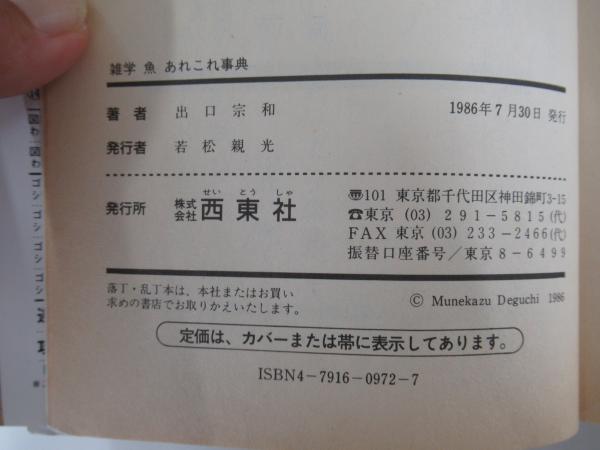 雑学 魚 あれこれ事典
著者 出口宗和 1986年7月30日 発行
発行者 若松親光
発行所 株式会社 西東社
せい とう しゃ
〠101 東京都千代田区神田錦町3-15
☎東京 (03) 291-5815(代)
FAX 東京 (03) 233-2466(代)
振替口座番号/東京8-6499
落丁・乱丁本は、本社またはお買い
求めの書店でお取りかえいたします。
© Munekazu Deguchi 1986
定価は、カバーまたは帯に表示してあります。
ISBN4-7916-0972-7